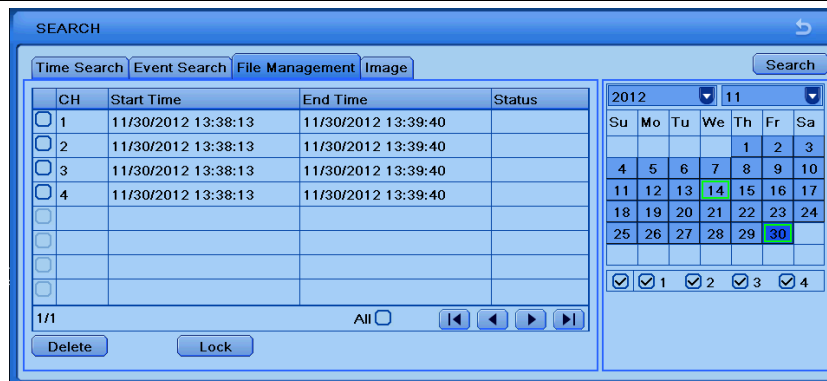 SEARCH
Time Search Event Search File Management Image Search
CH Start Time End Time Status
1 11/30/2012 13:38:13 11/30/2012 13:39:40
2 11/30/2012 13:38:13 11/30/2012 13:39:40
3 11/30/2012 13:38:13 11/30/2012 13:39:40
4 11/30/2012 13:38:13 11/30/2012 13:39:40
1/1 All
Delete Lock
2012 11
Su Mo Tu We Th Fr Sa
1 2 3
4 5 6 7 8 9 10
11 12 13 14 15 16 17
18 19 20 21 22 23 24
25 26 27 28 29 30
1 2 3 4